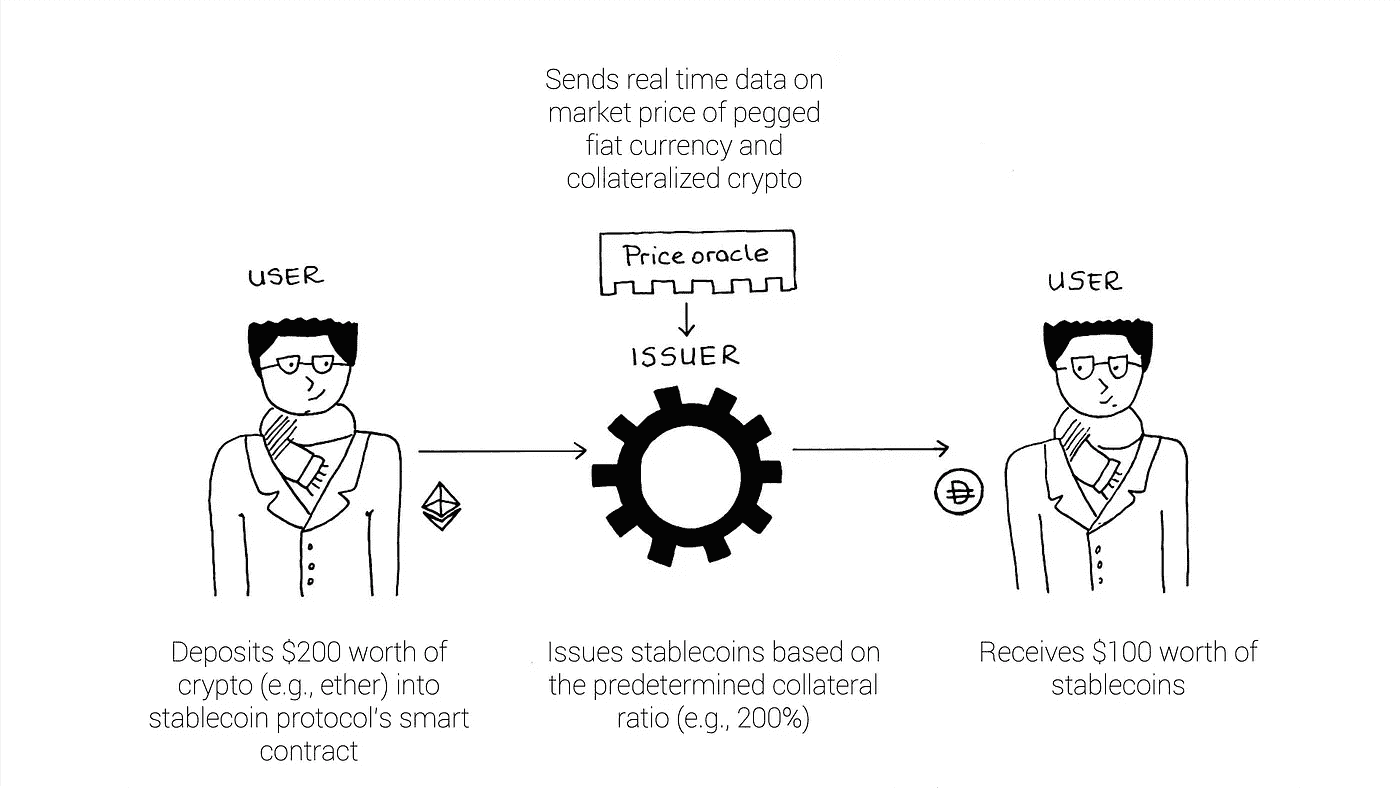 Sends real time data on
market price of pegged
fiat currency and
collateralized crypto
Price oracle
USER
ISSUER
USER
Deposits $200 worth of
crypto (e.g., ether) into
stablecoin protocol's smart
contract
Issues stablecoins based on
the predetermined collateral
ratio (e.g., 200%)
Receives $100 worth of
stablecoins